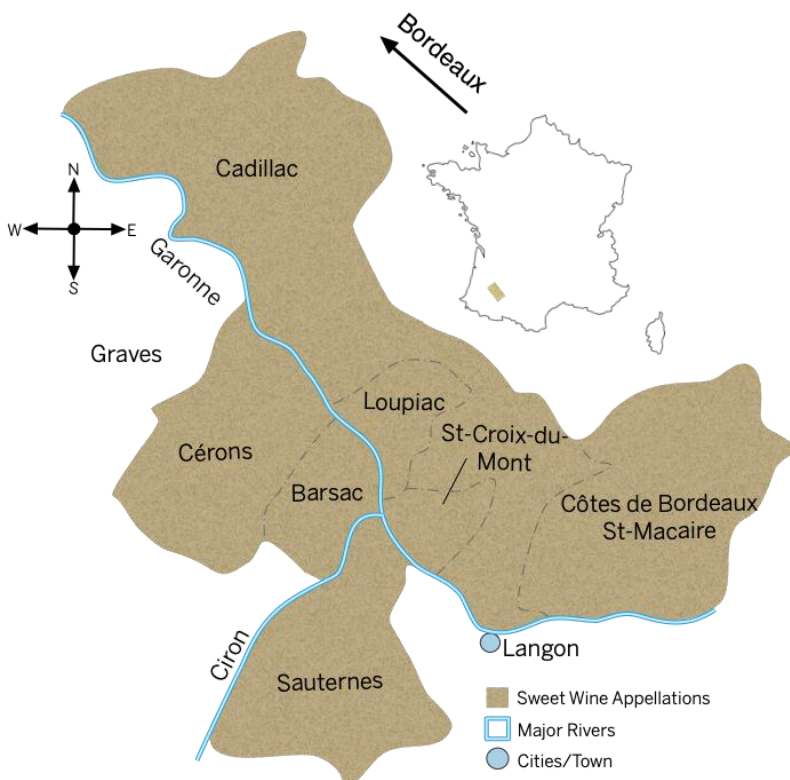 Bordeaux
Cadillac
N
W
E
S
Garonne
Graves
Loupiac
St-Croix-du-
Mont
Cérons
Barsac
Côtes de Bordeaux
St-Macaire
Ciron
Langon
Sauternes
Sweet Wine Appellations
Major Rivers
Cities/Town